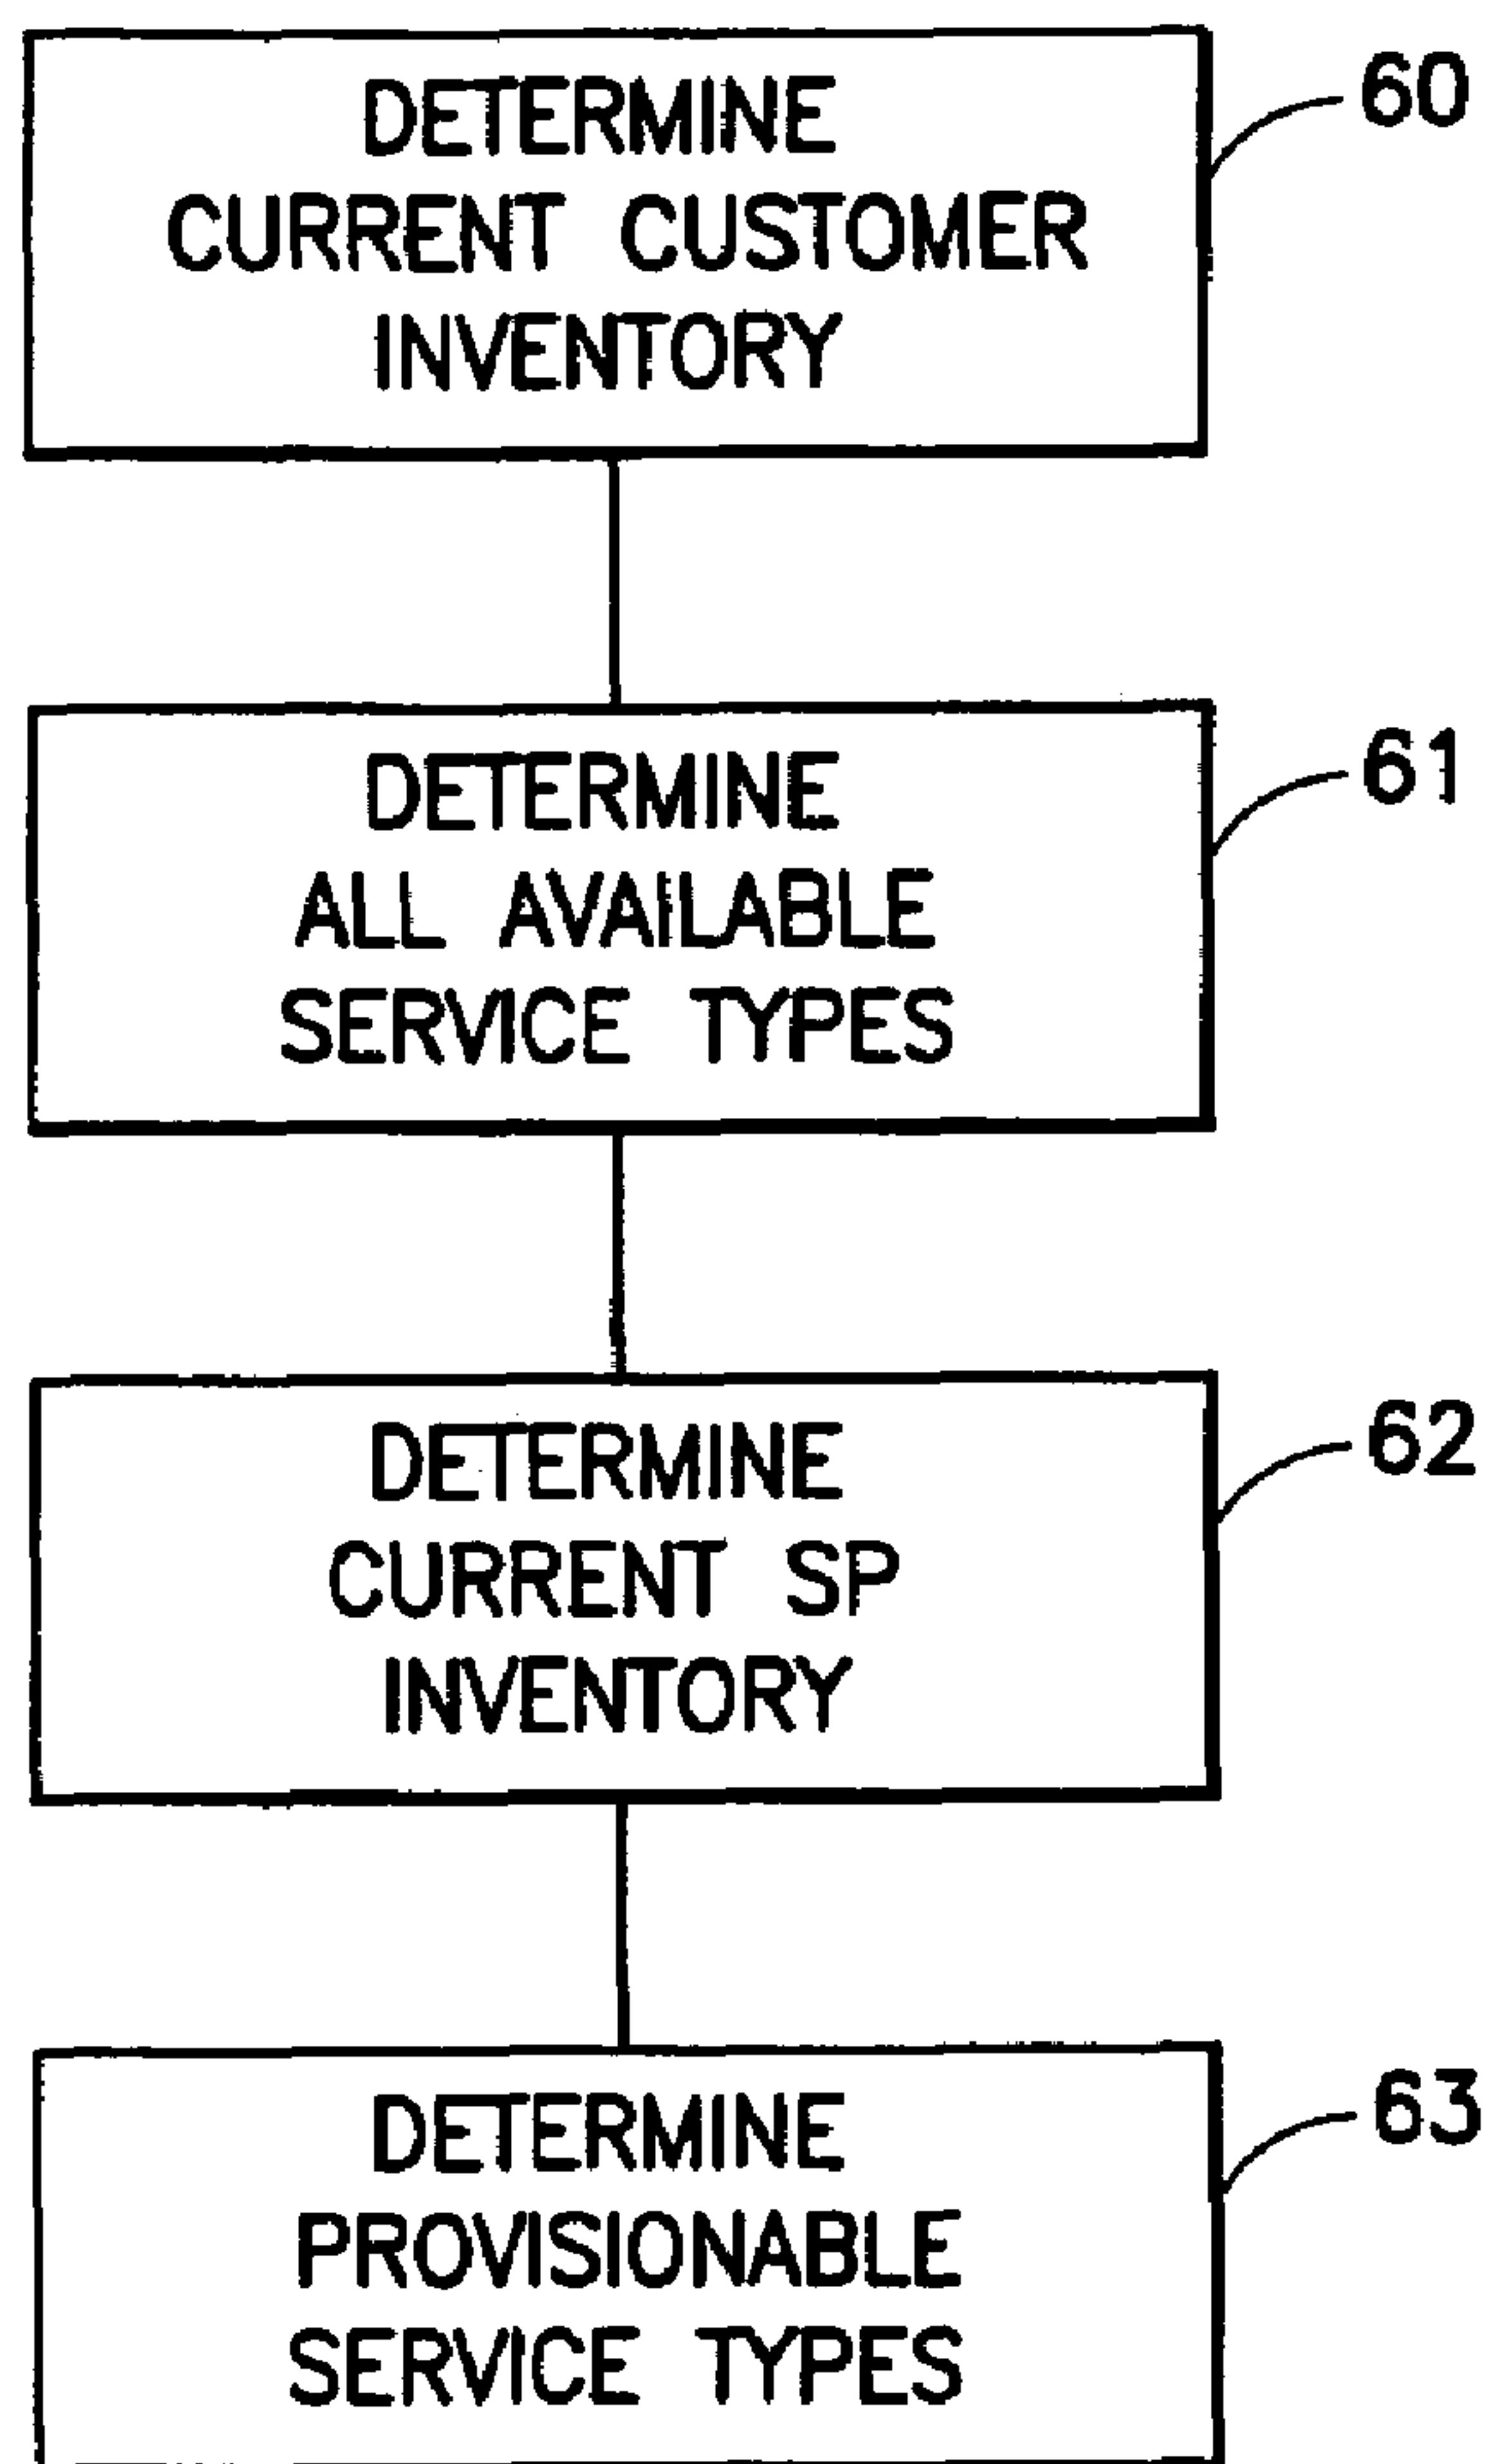 DETERMINE
CURRENT CUSTOMER
INVENTORY
60
DETERMINE
ALL AVAILABLE
SERVICE TYPES
61
DETERMINE
CURRENT SP
INVENTORY
62
DETERMINE
PROVISIONABLE
SERVICE TYPES
63